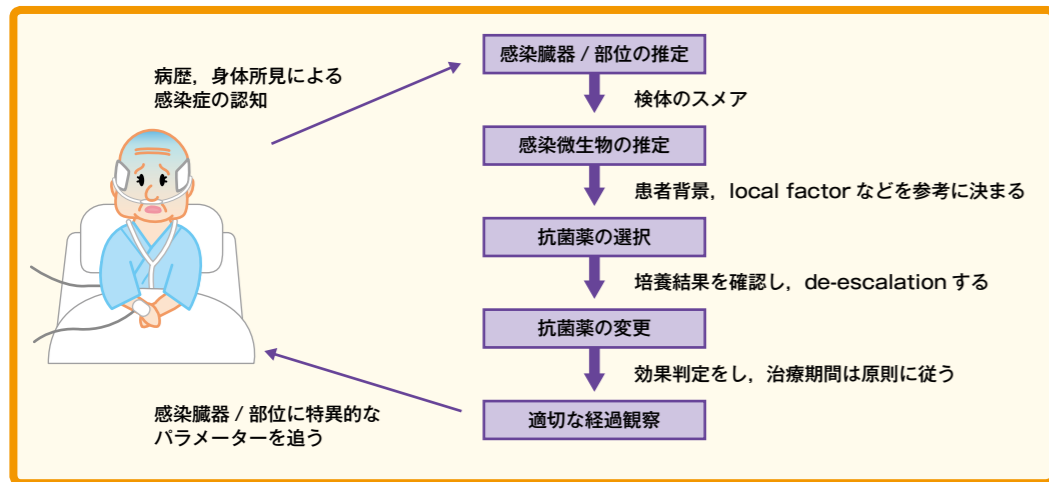 病歴，身体所見による
感染症の認知
感染臓器 / 部位の推定
検体のスメア
感染微生物の推定
患者背景，local factor などを参考に決まる
抗菌薬の選択
培養結果を確認し，de-escalation する
抗菌薬の変更
効果判定をし，治療期間は原則に従う
適切な経過観察
感染臓器 / 部位に特異的な
パラメーターを追う